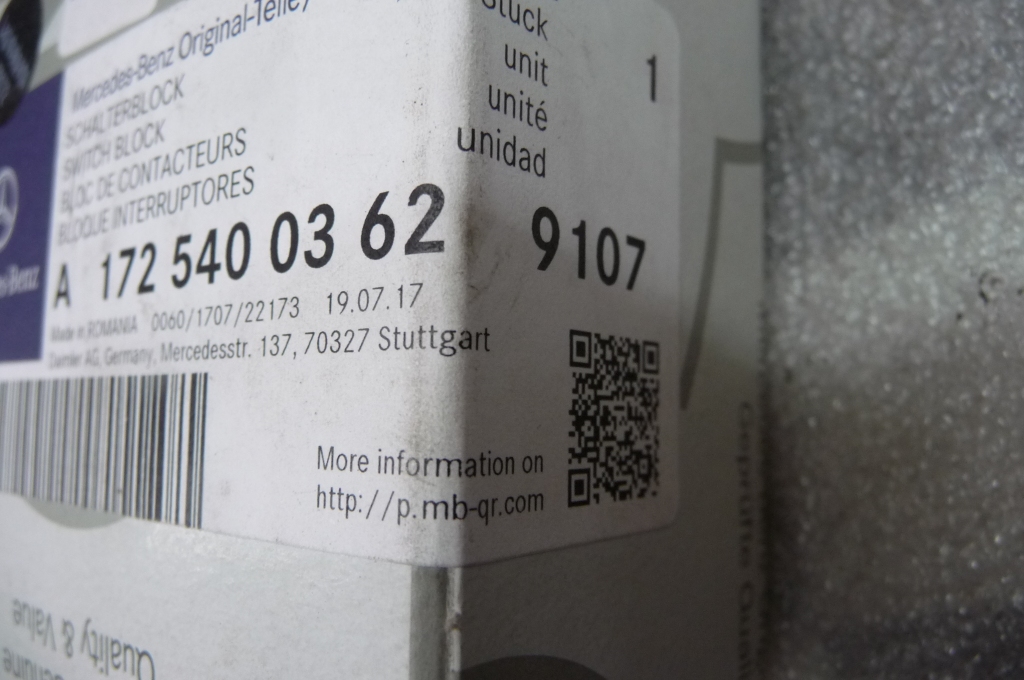 Mercedes-Benz Original-Teile/
SCHALTERBLOCK
SWITCH BLOCK
BLOC DE CONTACTEURS
BLOQUE INTERRUPTORES
Stück
unit 1
unité
unidad
A 172 540 03 62 9107
Made in ROMANIA 0060/1707/22173 19.07.17
Daimler AG, Germany, Mercedesstr. 137, 70327 Stuttgart
More information on
http://p.mb-qr.com
Quality & Value